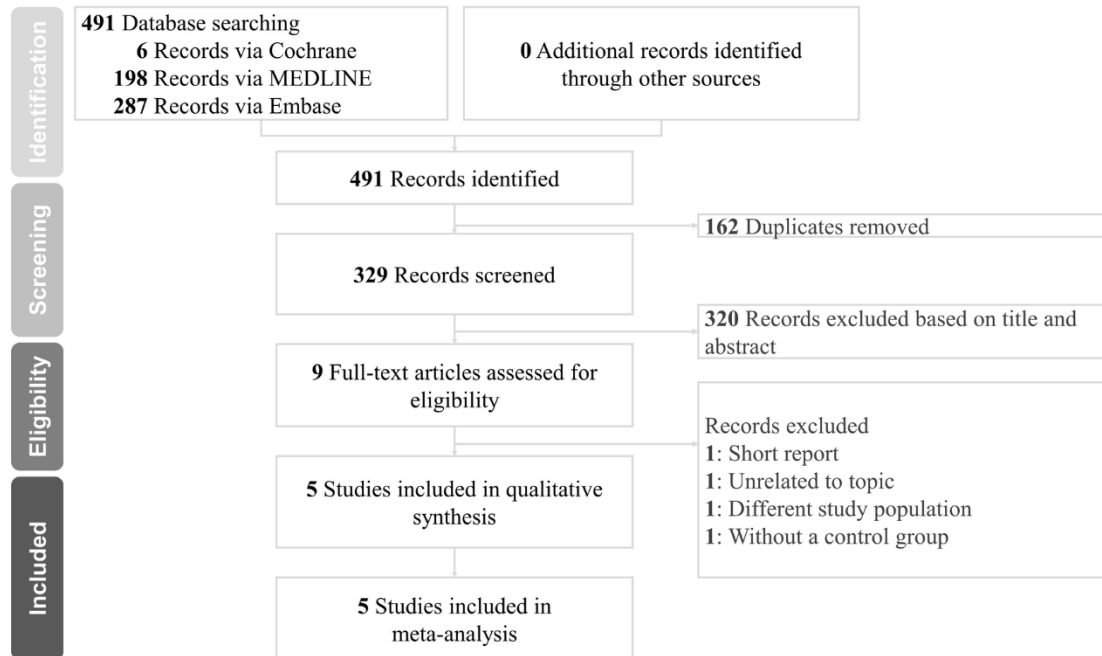 Identification
491 Database searching
6 Records via Cochrane
198 Records via MEDLINE
287 Records via Embase
0 Additional records identified
through other sources
491 Records identified
Screening
162 Duplicates removed
329 Records screened
320 Records excluded based on title and
abstract
Eligibility
9 Full-text articles assessed for
eligibility
Records excluded
1: Short report
1: Unrelated to topic
1: Different study population
1: Without a control group
Included
5 Studies included in qualitative
synthesis
5 Studies included in
meta-analysis